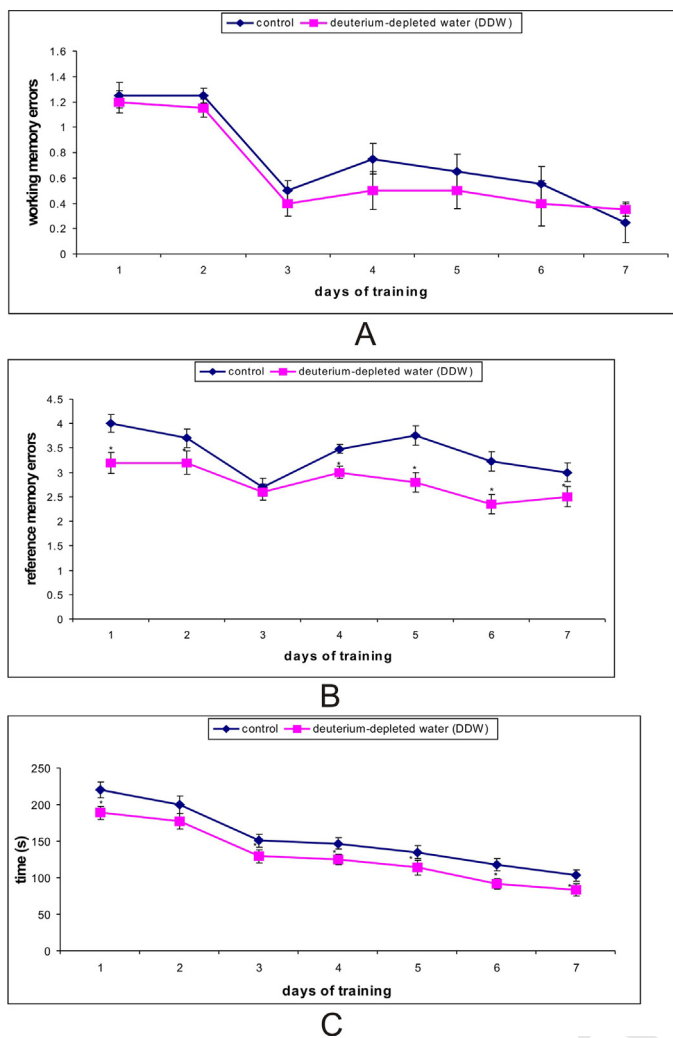 control deuterium-depleted water (DDW)
1.6
1.4
1.2
1
0.8
0.6
0.4
0.2
0
working memory errors
1 2 3 4 5 6 7
days of training
A
control deuterium-depleted water (DDW)
4.5
4
3.5
3
2.5
2
1.5
1
0.5
0
reference memory errors
* * * * * *
1 2 3 4 5 6 7
days of training
B
control deuterium-depleted water (DDW)
250
200
150
100
50
0
time (s)
* * * * * *
1 2 3 4 5 6 7
days of training
C